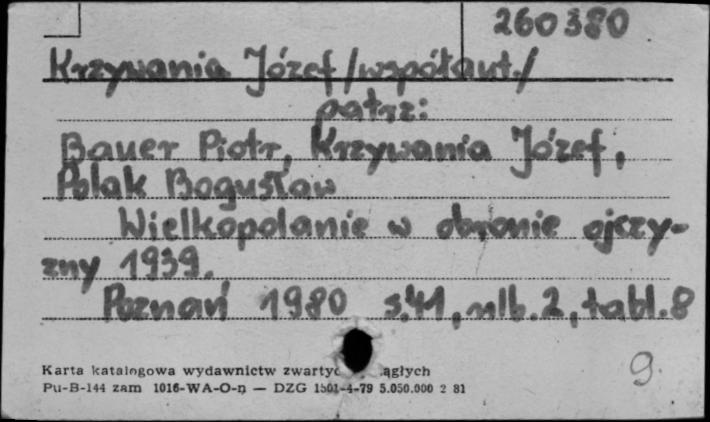 260380
Krzywania Józef /współaut./
patrz:
Bauer Piotr, Krzywania Józef,
Polak Bogusław
Wielkopolanie w obronie ojczy-
zny 1939.
Poznań 1980 s.41, nlb.2, tabl.8
Karta katalogowa wydawnictw zwartyc ągłych
Pu-B-144 zam 1016-WA-O-n — DZG 1501-4-79 5.050.000 2 81
9.